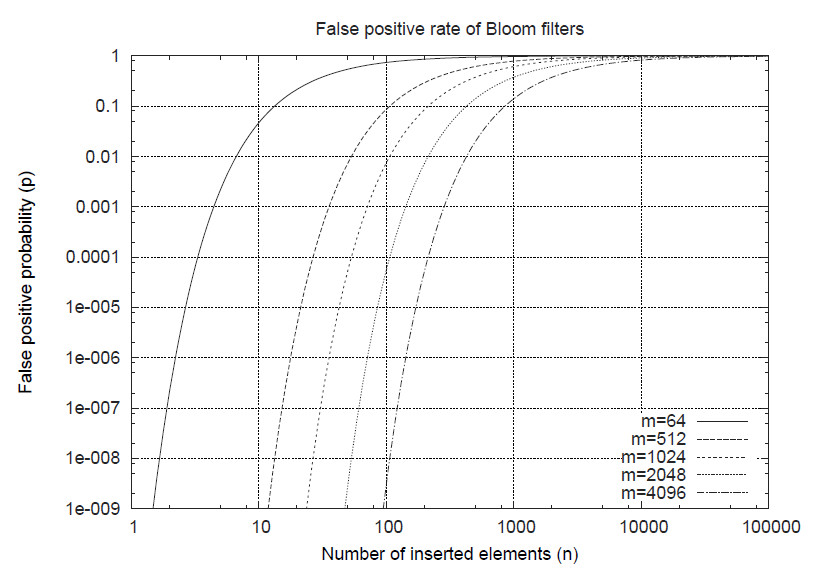 False positive rate of Bloom filters
False positive probability (p)
1
0.1
0.01
0.001
0.0001
1e-005
1e-006
1e-007
1e-008
1e-009
m=64
m=512
m=1024
m=2048
m=4096
1 10 100 1000 10000 100000
Number of inserted elements (n)